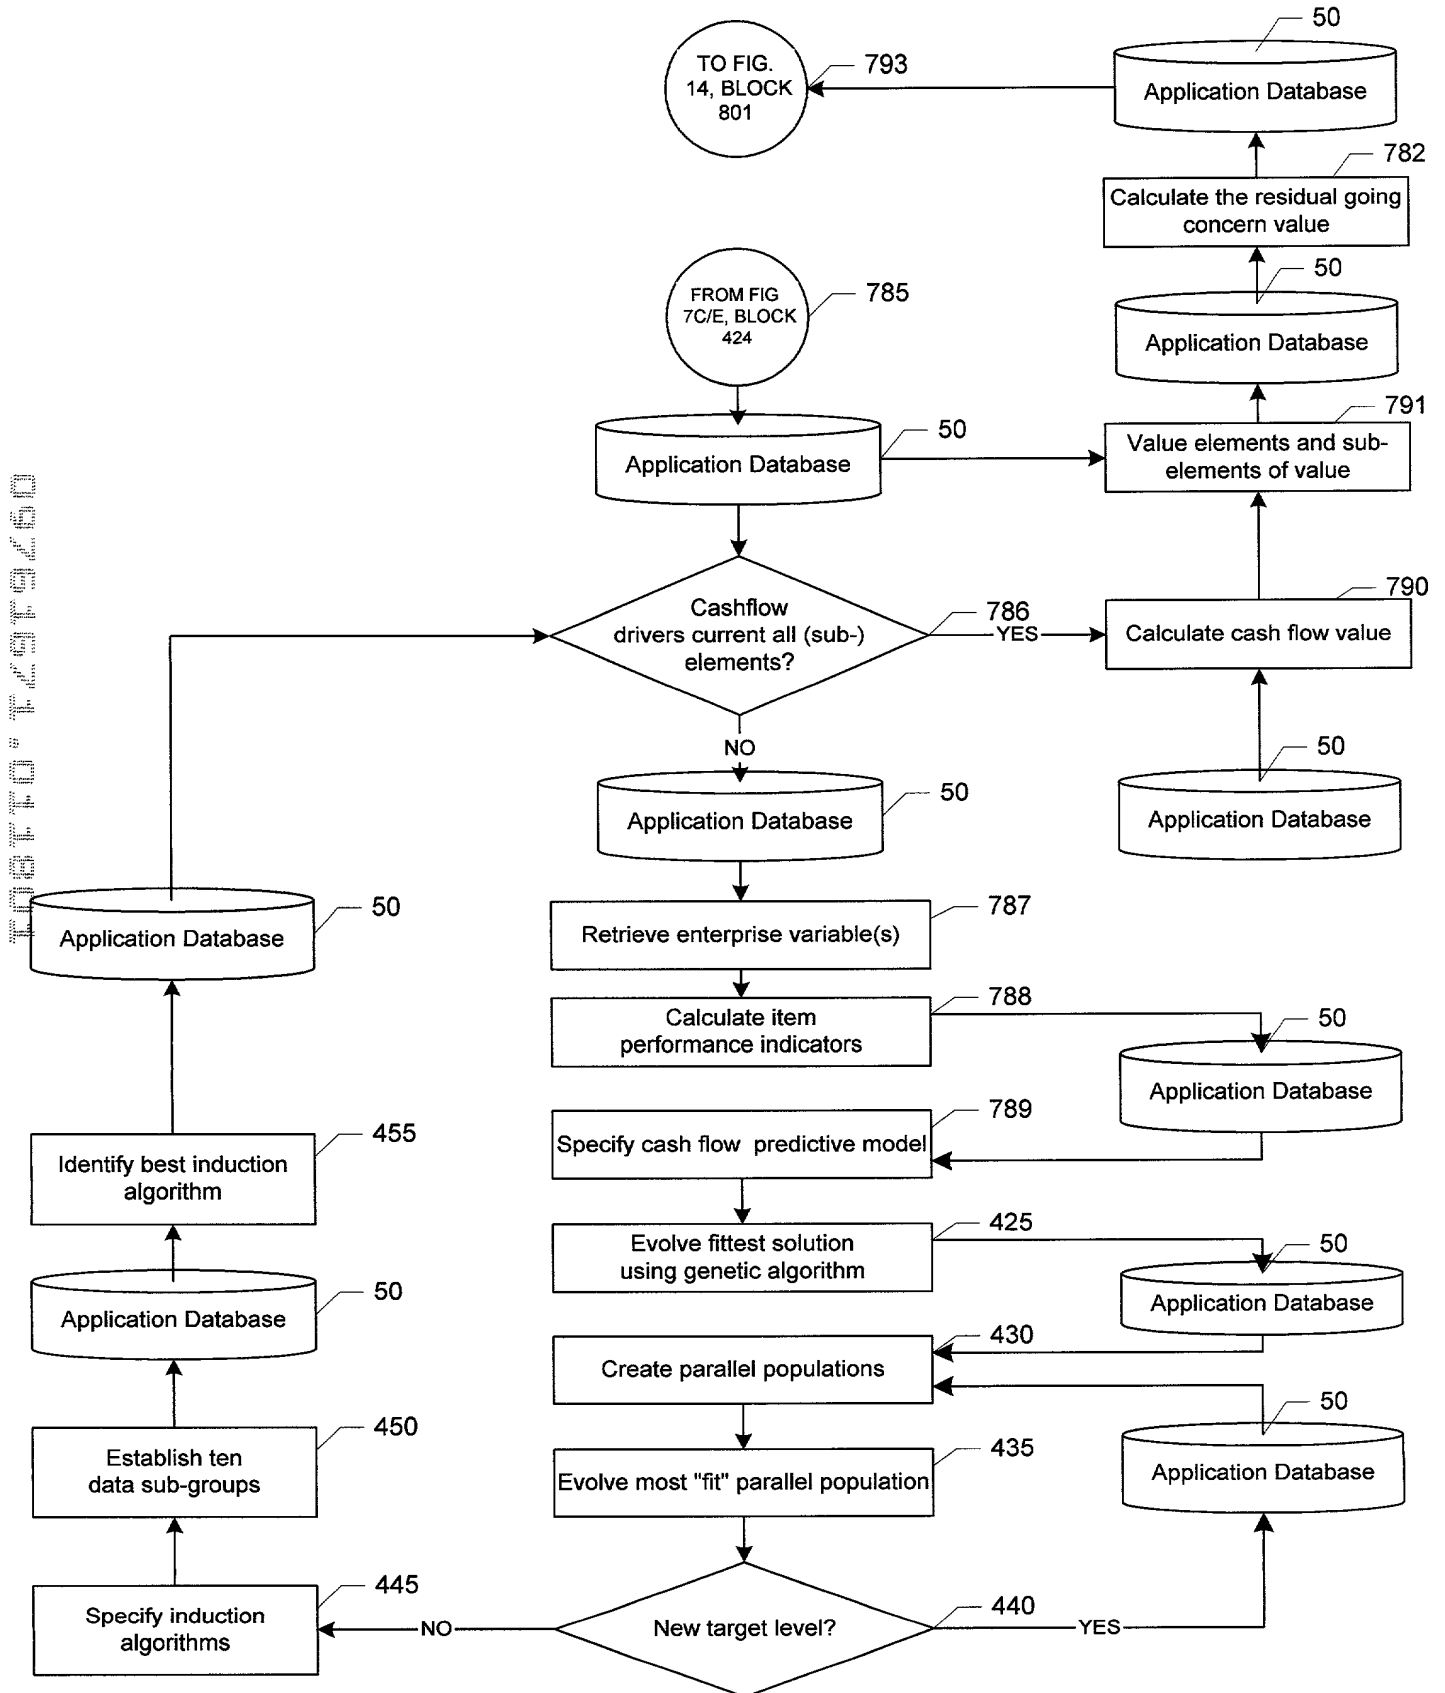 50
TO FIG.
14, BLOCK
801
793
Application Database
782
Calculate the residual going
concern value
50
FROM FIG
7C/E, BLOCK
424
785
Application Database
791
50
Application Database
Value elements and sub-
elements of value
790
Cashflow
drivers current all (sub-)
elements?
786
YES
Calculate cash flow value
NO
50
50
Application Database
Application Database
50
Application Database
787
Retrieve enterprise variable(s)
788
Calculate item
performance indicators
50
Application Database
789
Specify cash flow predictive model
455
Identify best induction
algorithm
425
Evolve fittest solution
using genetic algorithm
50
Application Database
50
Application Database
430
Create parallel populations
50
Application Database
450
Establish ten
data sub-groups
435
Evolve most "fit" parallel population
445
Specify induction
algorithms
NO
New target level?
440
YES